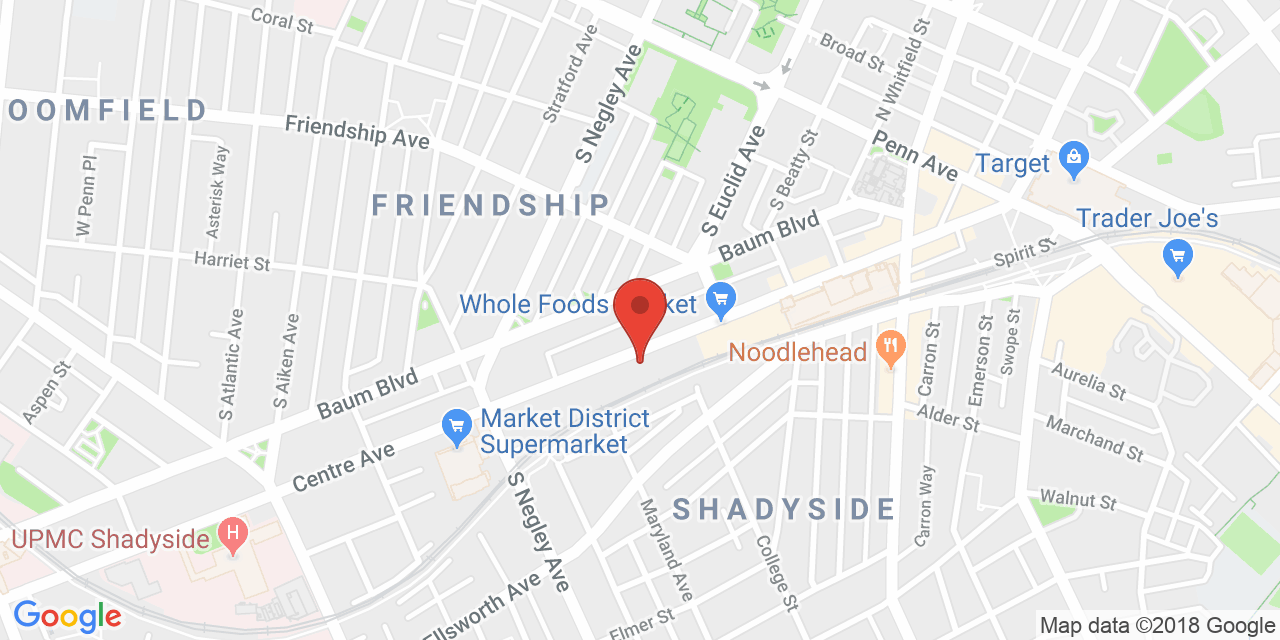 Coral St
Stratford Ave
S Negley Ave
Broad St
N Whitfield St
OOMFIELD
Friendship Ave
Penn Ave
Target
W Penn Pl
Asterisk Way
S Euclid Ave
S Beatty St
FRIENDSHIP
Baum Blvd
Trader Joe's
Harriet St
Spirit St
Whole Foods
ket
Noodlehead
S Atlantic Ave
S Aiken Ave
Carron St
Emerson St
Swope St
Aspen St
Baum Blvd
Aurelia St
Market District
Supermarket
Alder St
Marchand St
Centre Ave
S Negley Ave
SHADYSIDE
Walnut St
UPMC Shadyside
H
Maryland Ave
College St
Carron Way
Ellsworth Ave
Elmer St
Google
Map data ©2018 Google